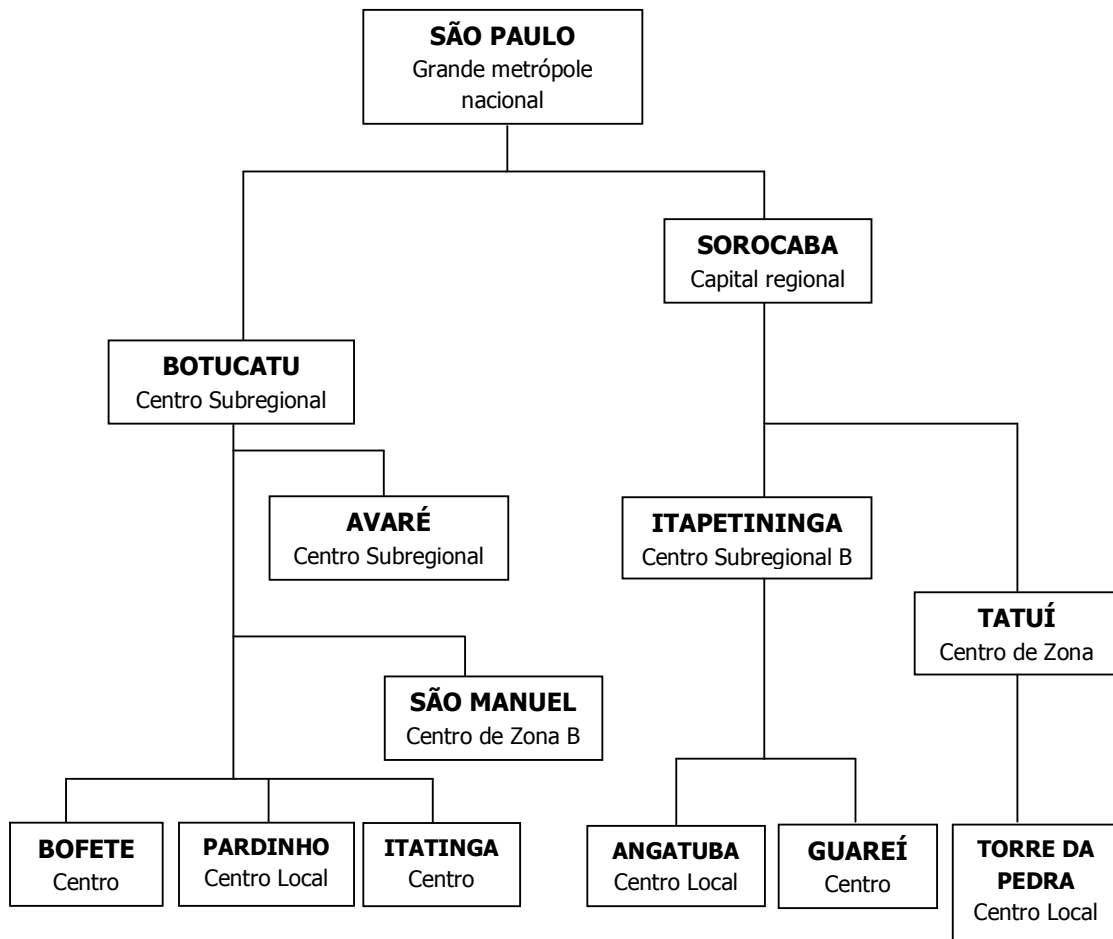 SÃO PAULO
Grande metrópole
nacional
SOROCABA
Capital regional
BOTUCATU
Centro Subregional
AVARÉ
Centro Subregional
ITAPETININGA
Centro Subregional B
TATUÍ
Centro de Zona
SÃO MANUEL
Centro de Zona B
BOFETE
Centro
PARDINHO
Centro Local
ITATINGA
Centro
ANGATUBA
Centro Local
GUAREÍ
Centro
TORRE DA
PEDRA
Centro Local